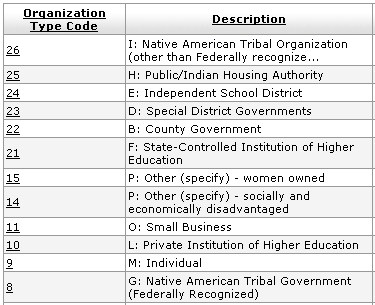 Organization Description
Type Code
26 I: Native American Tribal Organization
(other than Federally recognize...
25 H: Public/Indian Housing Authority
24 E: Independent School District
23 D: Special District Governments
22 B: County Government
21 F: State-Controlled Institution of Higher
Education
15 P: Other (specify) - women owned
14 P: Other (specify) - socially and
economically disadvantaged
11 O: Small Business
10 L: Private Institution of Higher Education
9 M: Individual
8 G: Native American Tribal Government
(Federally Recognized)